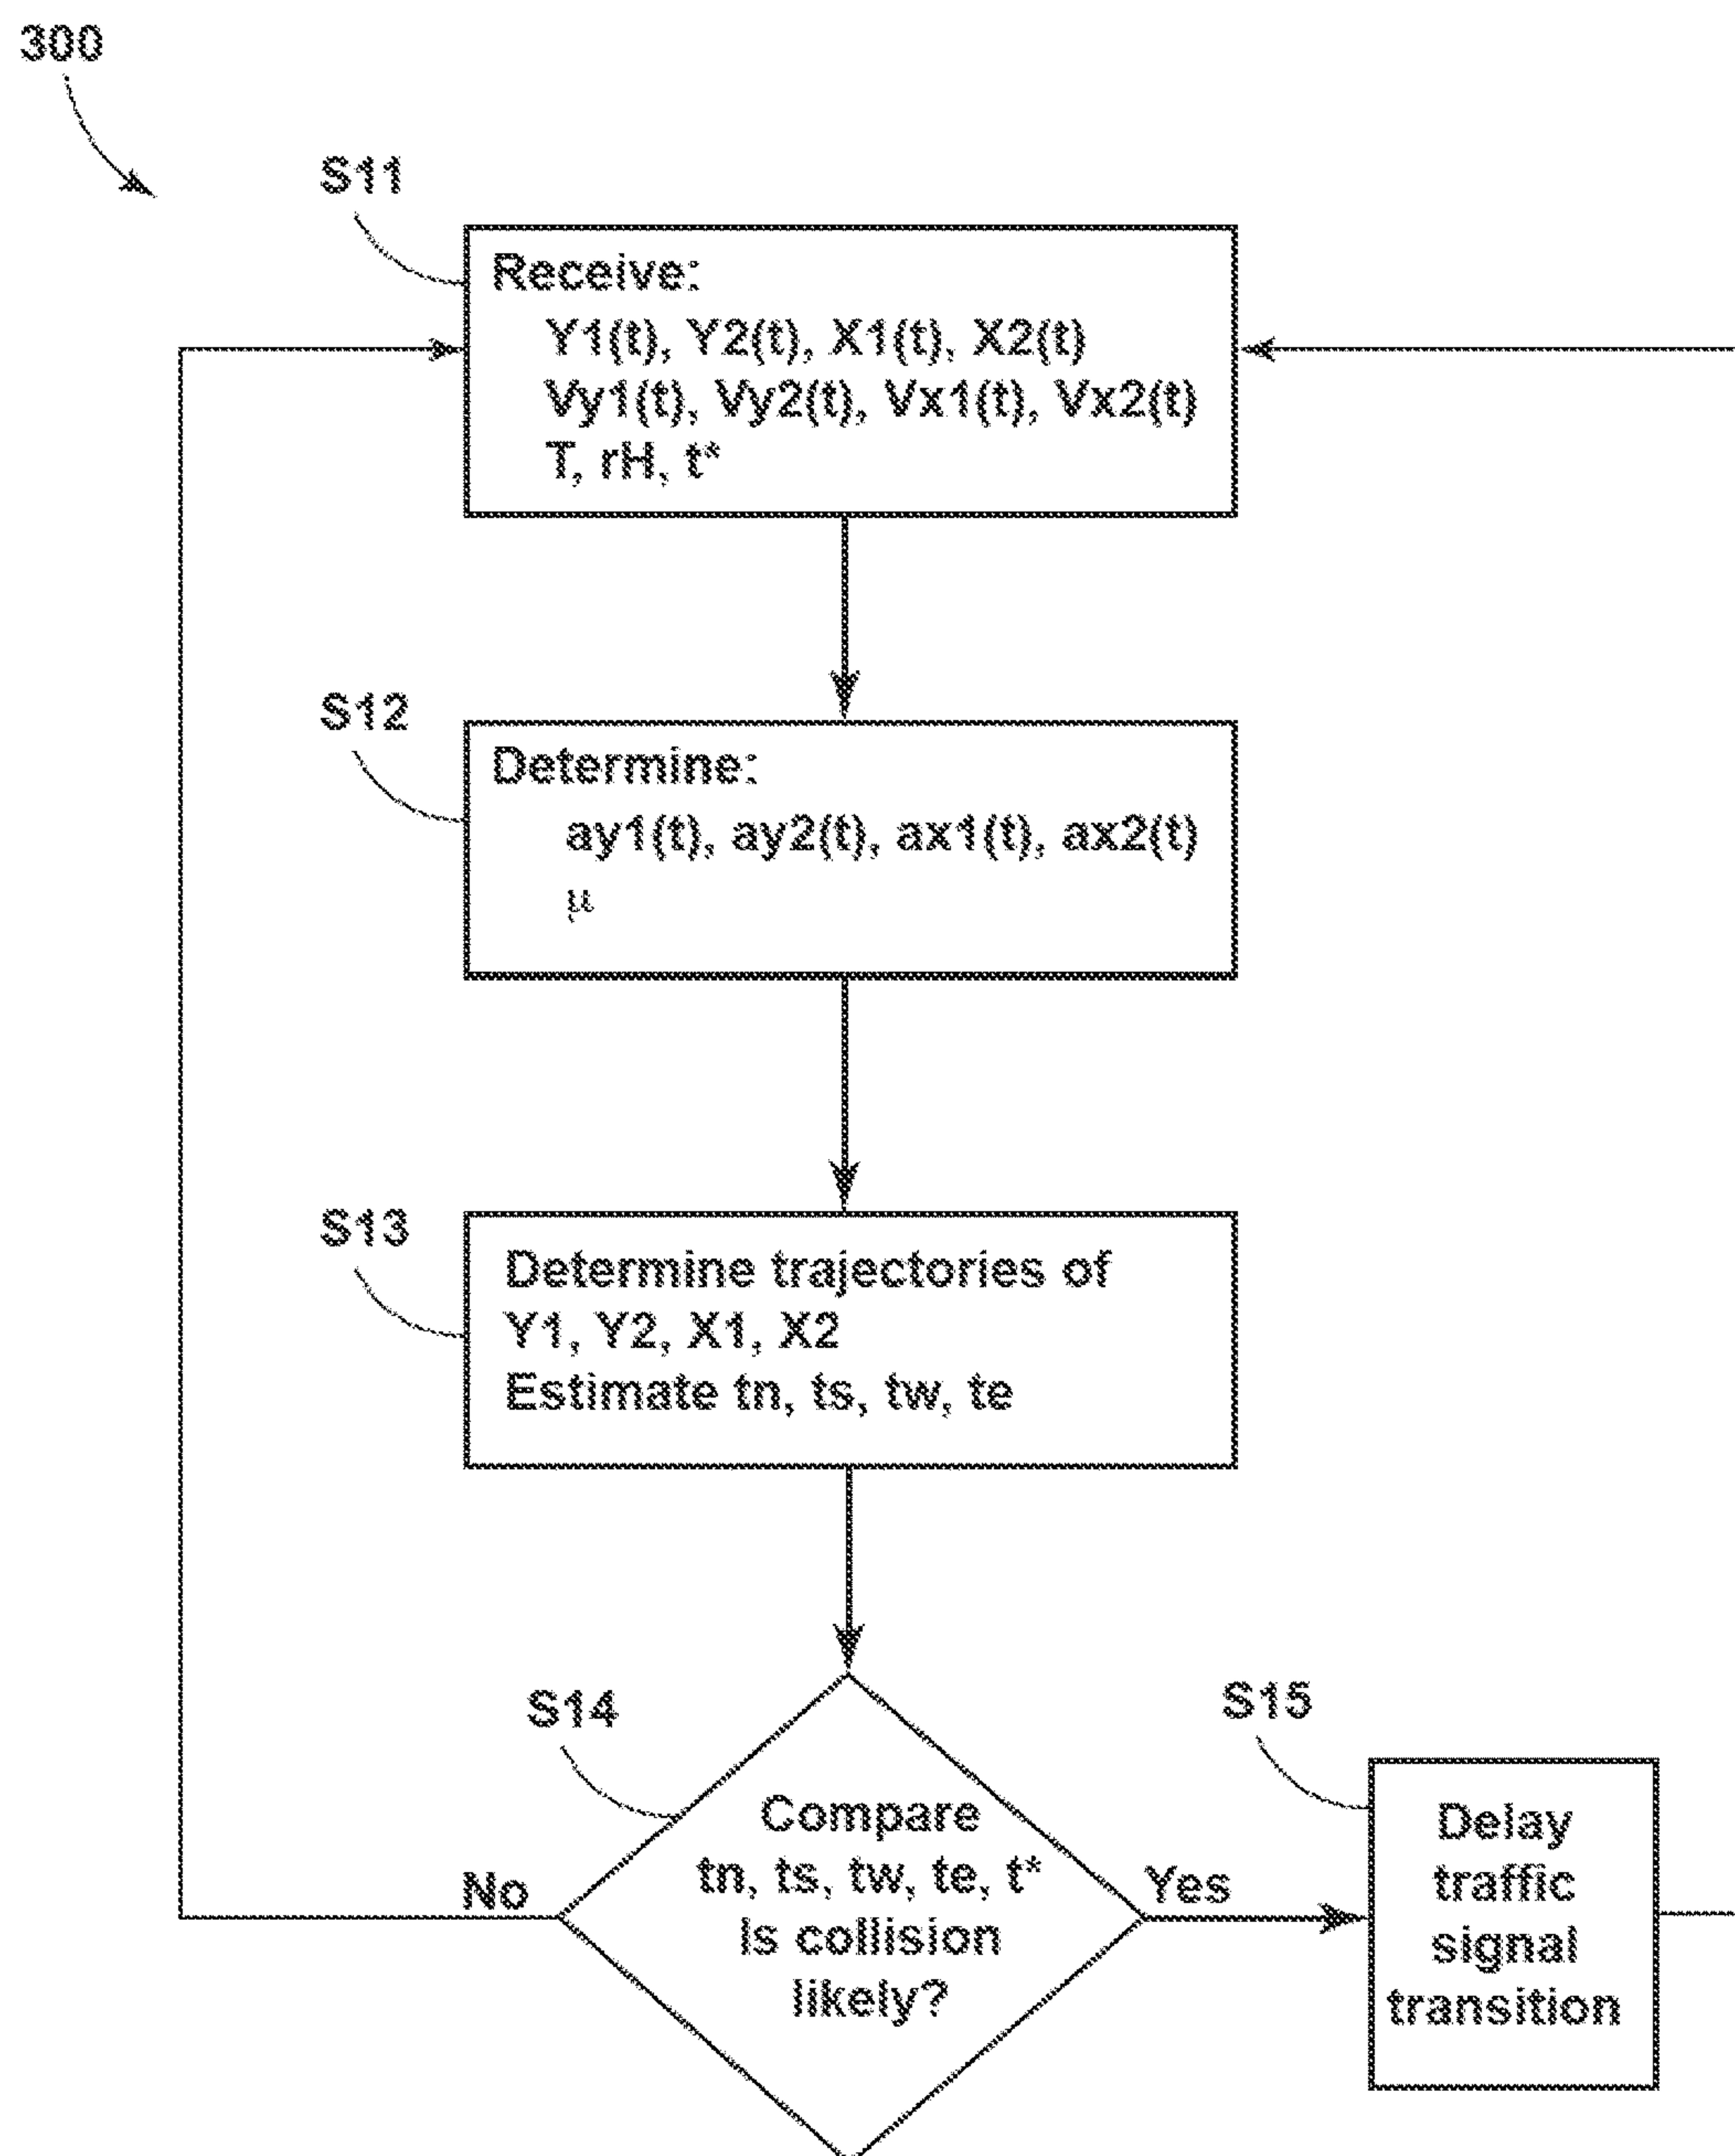 300
S11
Receive:
Y1(t), Y2(t), X1(t), X2(t)
Vy1(t), Vy2(t), Vx1(t), Vx2(t)
T, rH, t*
S12
Determine:
ay1(t), ay2(t), ax1(t), ax2(t)
μ
S13
Determine trajectories of
Y1, Y2, X1, X2
Estimate tn, ts, tw, te
S14
Compare
tn, ts, tw, te, t*
Is collision
likely?
No
Yes
S15
Delay
traffic
signal
transition